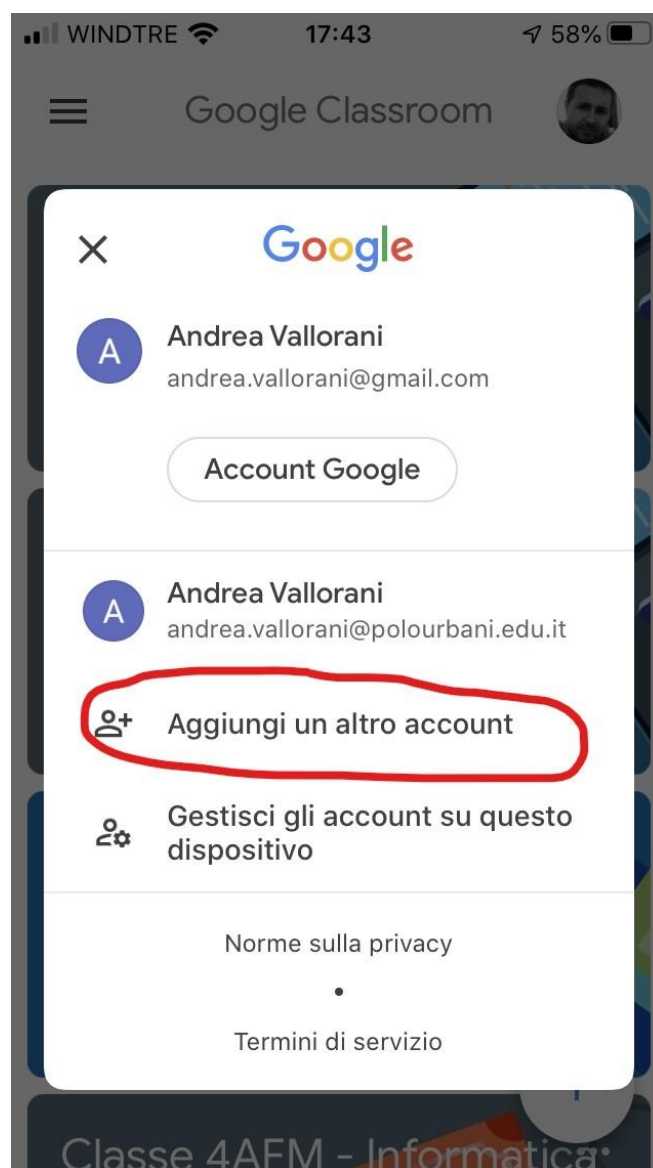 WINDTRE 17:43 58%
Google Classroom
Google
A
Andrea Vallorani
andrea.vallorani@gmail.com
Account Google
A
Andrea Vallorani
andrea.vallorani@polourbani.edu.it
Aggiungi un altro account
Gestisci gli account su questo
dispositivo
Norme sulla privacy
•
Termini di servizio
Classe 4AFM - Informatica